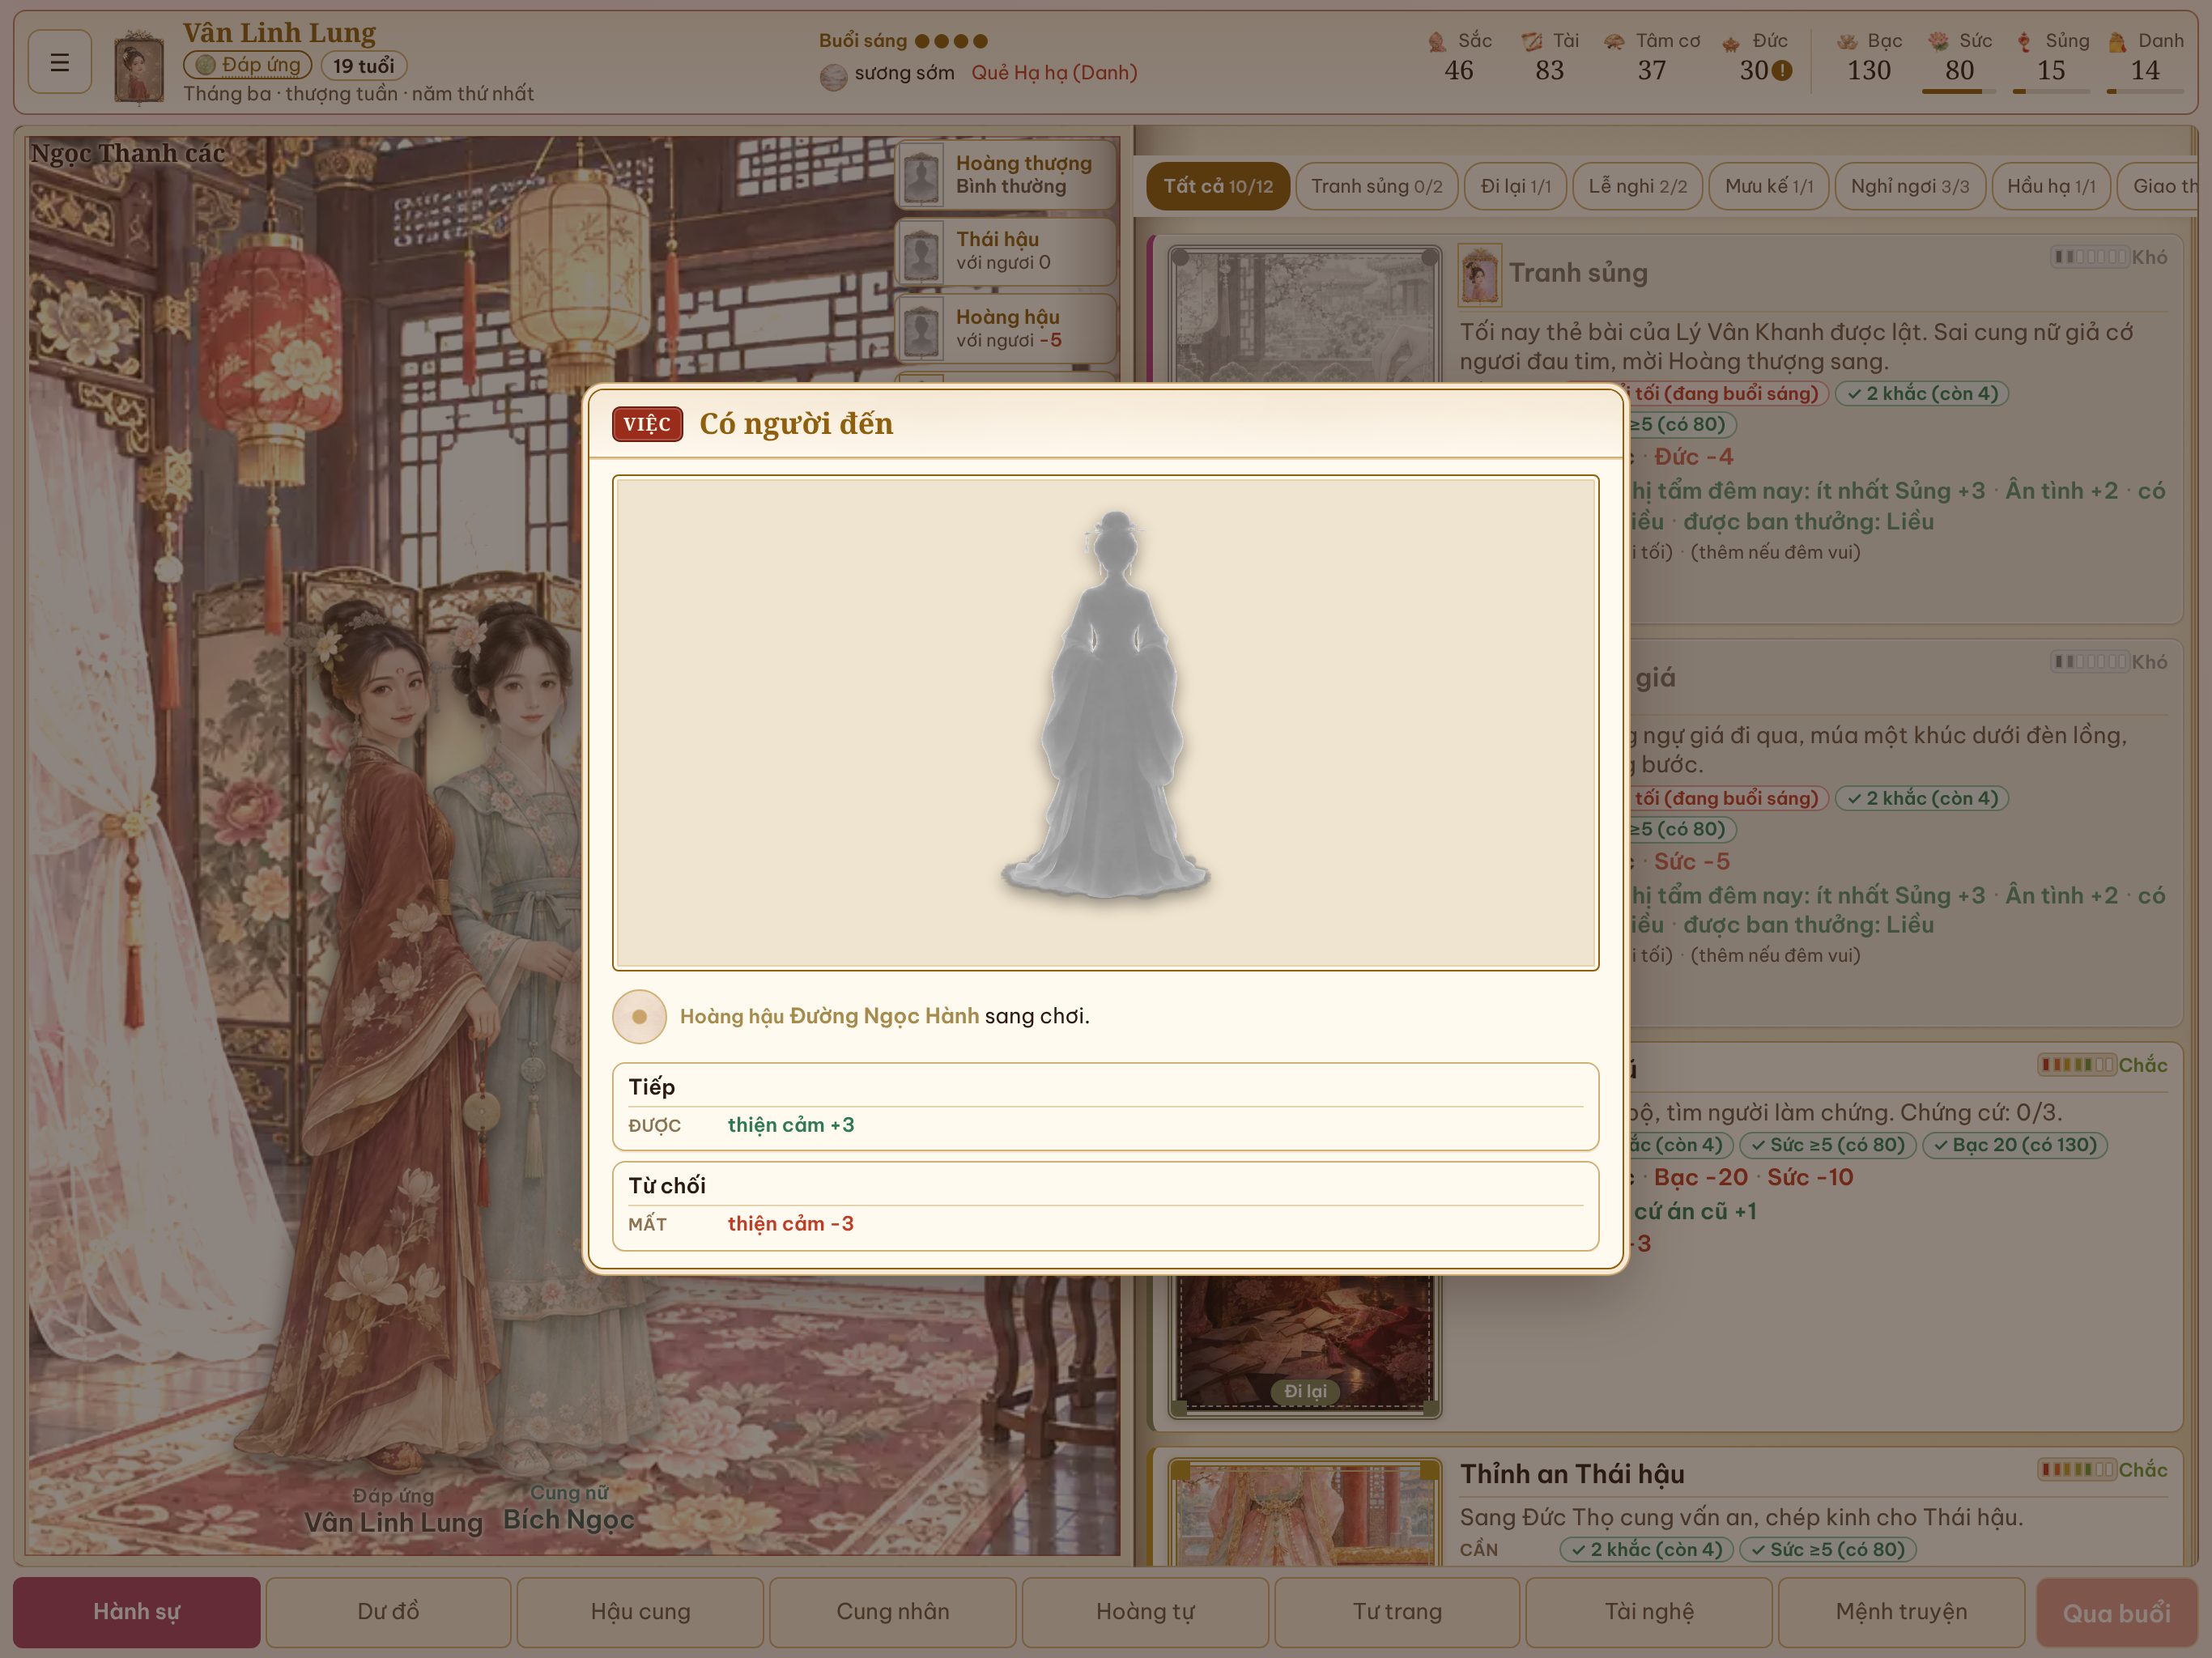 ☰
Vân Linh Lung
Đáp ứng 19 tuổi
Tháng ba · thượng tuần · năm thứ nhất
Buổi sáng
sương sớm Quẻ Hạ hạ (Danh)
Sắc Tài Tâm cơ Đức Bạc Sức Sủng Danh
46 83 37 30 ! 130 80 15 14
Ngọc Thanh các
Hoàng thượng
Bình thường
Thái hậu
với ngươi 0
Hoàng hậu
với ngươi -5
Đáp ứng
Vân Linh Lung
Cung nữ
Bích Ngọc
Tất cả 10/12 Tranh sủng 0/2 Đi lại 1/1 Lễ nghi 2/2 Mưu kế 1/1 Nghỉ ngơi 3/3 Hầu hạ 1/1 Giao th
Tranh sủng
Khó
Tối nay thẻ bài của Lý Vân Khanh được lật. Sai cung nữ giả cớ
ngươi đau tim, mời Hoàng thượng sang.
tối (đang buổi sáng) ✓ 2 khắc (còn 4)
≥5 (có 80)
· Đức -4
hị tẩm đêm nay: ít nhất Sủng +3 · Ân tình +2 · có
iều · được ban thưởng: Liều
i tối) · (thêm nếu đêm vui)
giá
Khó
g ngự giá đi qua, múa một khúc dưới đèn lồng,
g bước.
tối (đang buổi sáng) ✓ 2 khắc (còn 4)
≥5 (có 80)
· Sức -5
hị tẩm đêm nay: ít nhất Sủng +3 · Ân tình +2 · có
iều · được ban thưởng: Liều
i tối) · (thêm nếu đêm vui)
Chắc
bộ, tìm người làm chứng. Chứng cứ: 0/3.
ắc (còn 4) ✓ Sức ≥5 (có 80) ✓ Bạc 20 (có 130)
· Bạc -20 · Sức -10
cứ án cũ +1
-3
Đi lại
Thỉnh an Thái hậu
Chắc
Sang Đức Thọ cung vấn an, chép kinh cho Thái hậu.
CẦN ✓ 2 khắc (còn 4) ✓ Sức ≥5 (có 80)
VIỆC Có người đến
Hoàng hậu Đường Ngọc Hành sang chơi.
Tiếp
ĐƯỢC thiện cảm +3
Từ chối
MẤT thiện cảm -3
Hành sự Dư đồ Hậu cung Cung nhân Hoàng tự Tư trang Tài nghệ Mệnh truyện Qua buổi